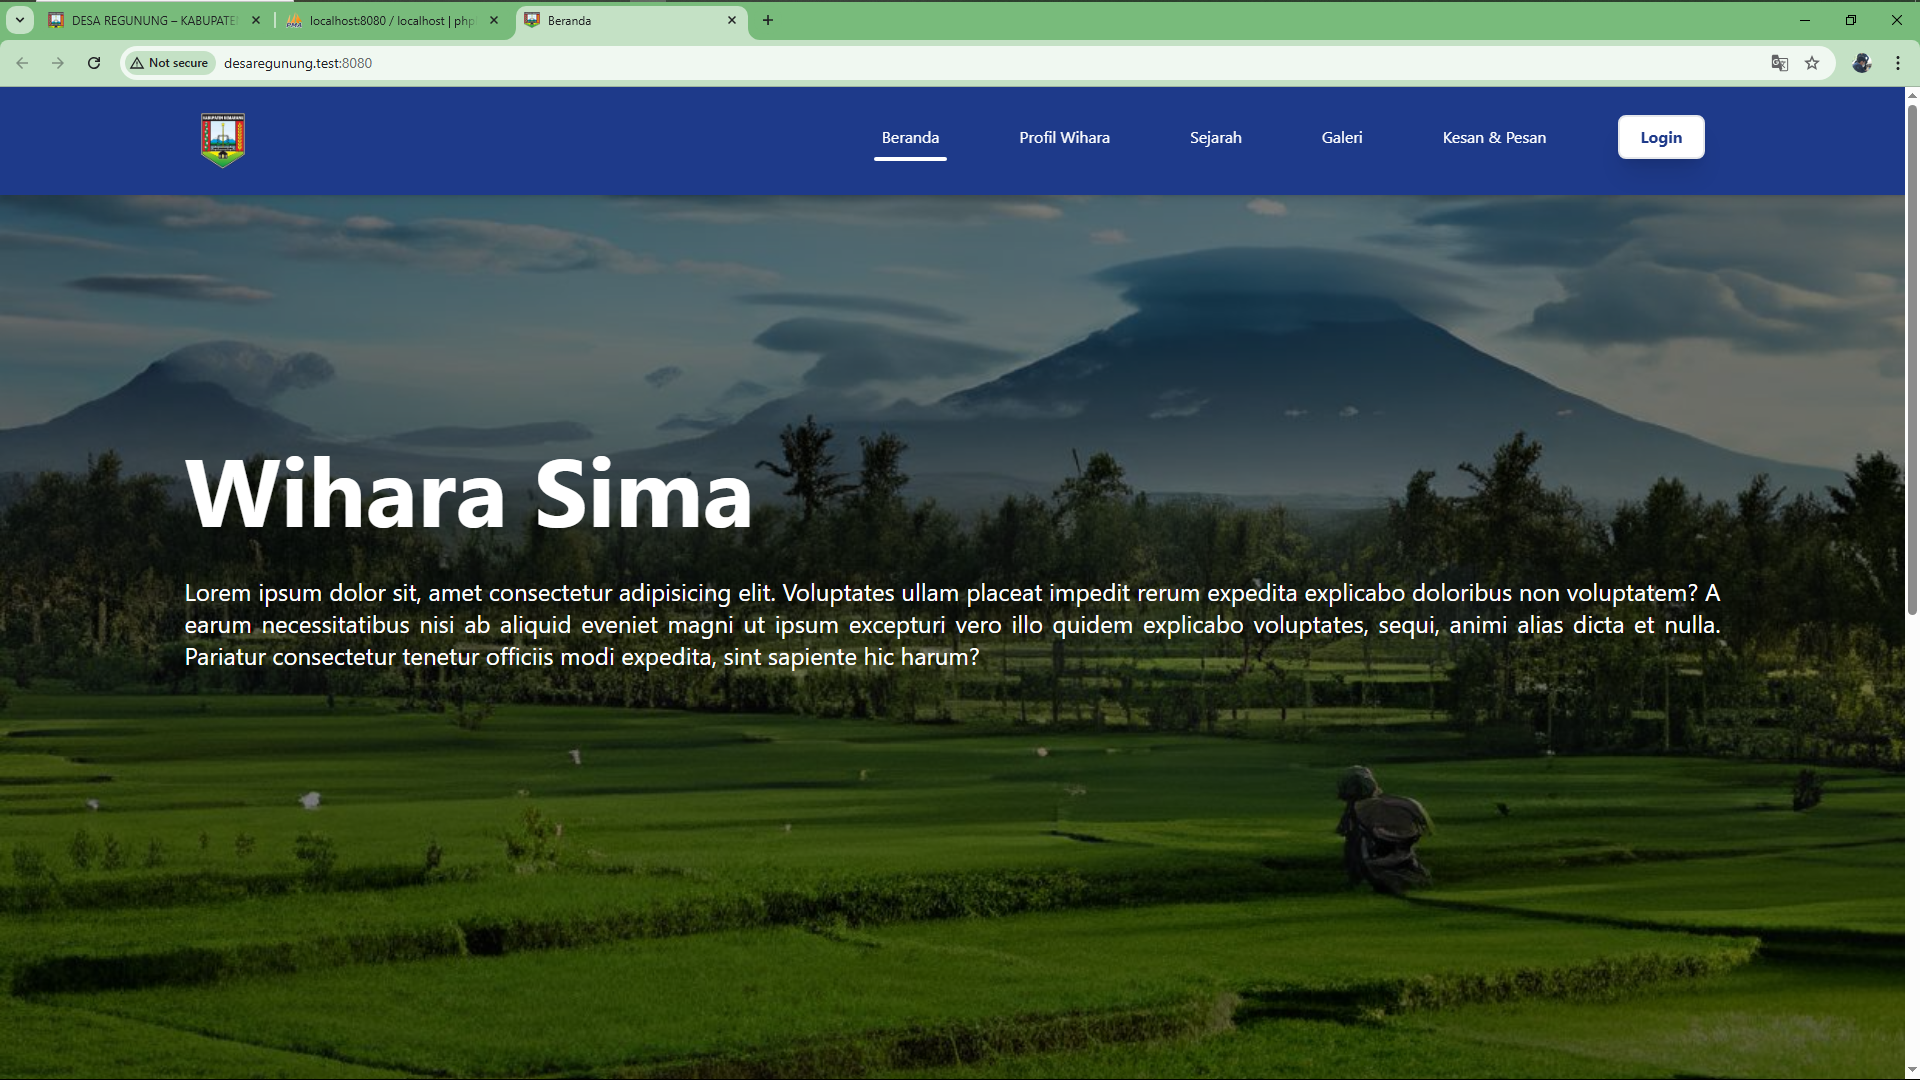 DESA REGUNUNG – KABUPATE
localhost:8080 / localhost | php
Beranda
Not secure
desaregunung.test:8080
Beranda
Profil Wihara
Sejarah
Galeri
Kesan & Pesan
Login
Wihara Sima
Lorem ipsum dolor sit, amet consectetur adipisicing elit. Voluptates ullam placeat impedit rerum expedita explicabo doloribus non voluptatem? A
earum necessitatibus nisi ab aliquid eveniet magni ut ipsum excepturi vero illo quidem explicabo voluptates, sequi, animi alias dicta et nulla.
Pariatur consectetur tenetur officiis modi expedita, sint sapiente hic harum?